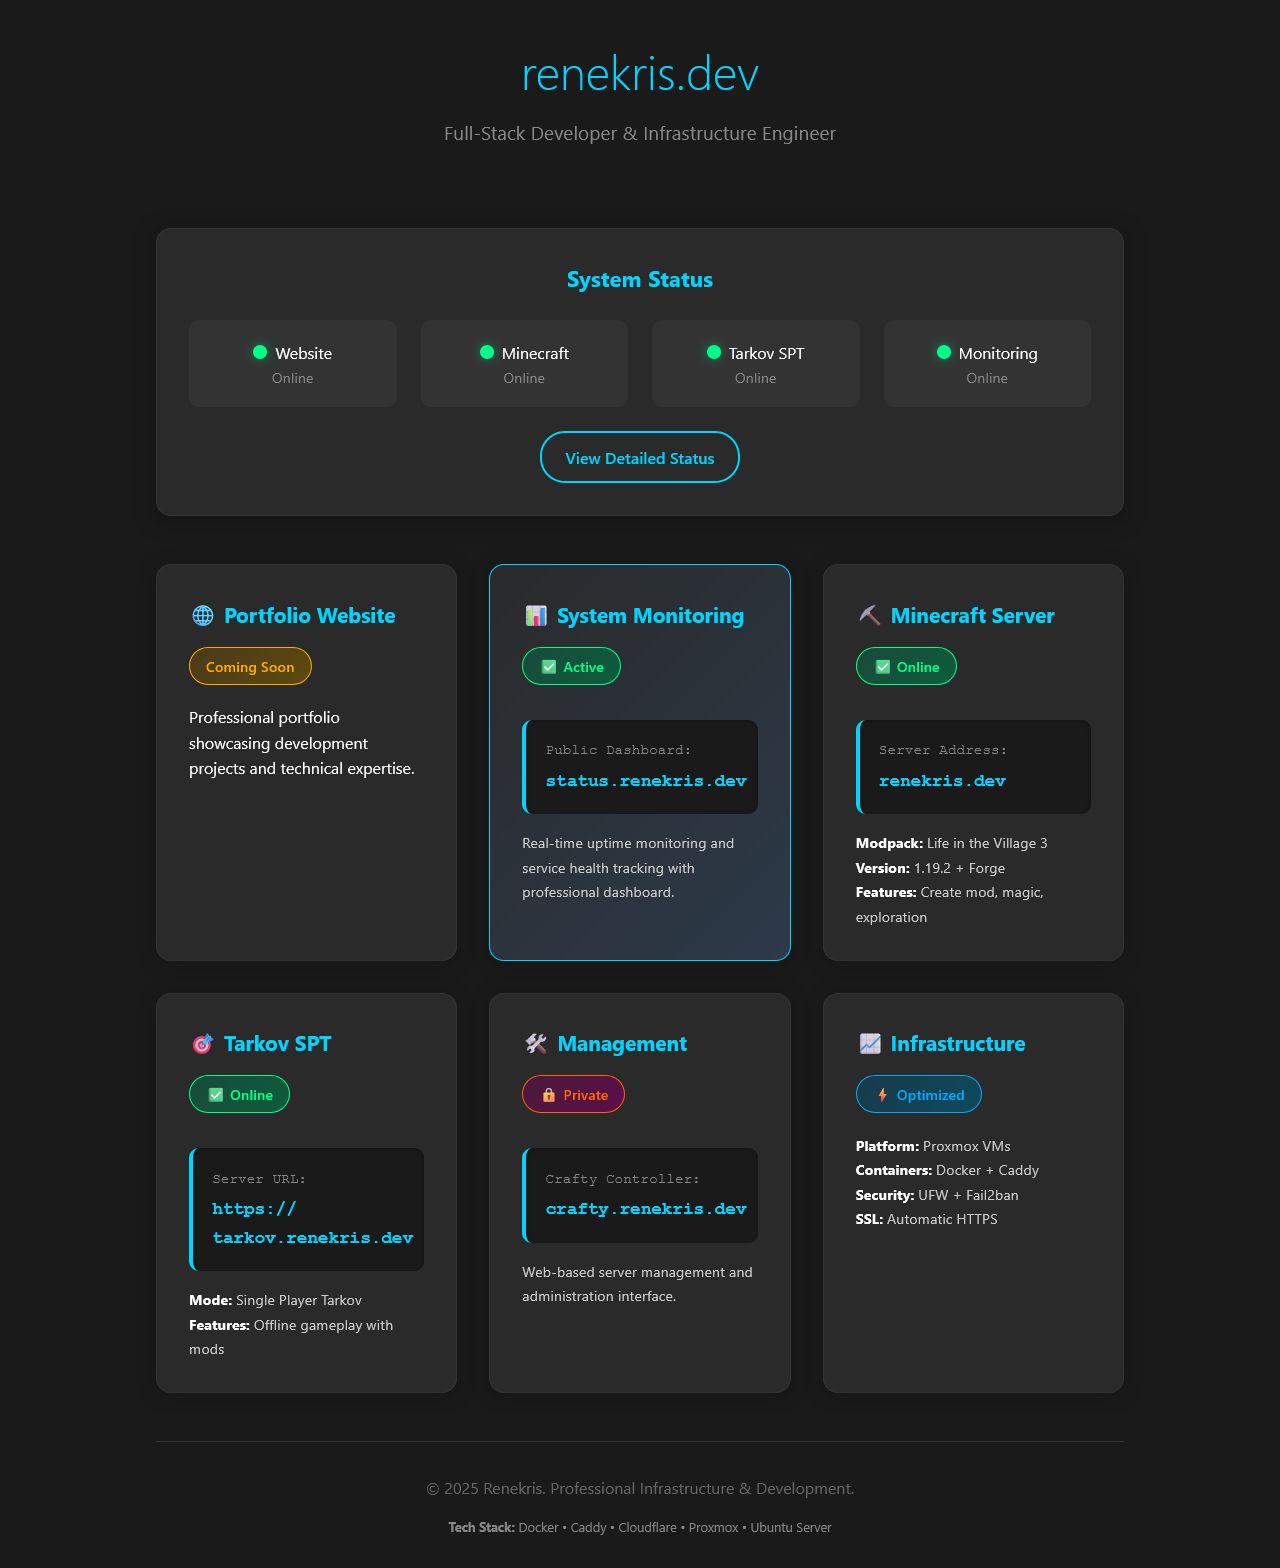 renekris.dev
Full-Stack Developer & Infrastructure Engineer
System Status
Website
Online
Minecraft
Online
Tarkov SPT
Online
Monitoring
Online
View Detailed Status
Portfolio Website
Coming Soon
Professional portfolio
showcasing development
projects and technical expertise.
System Monitoring
Active
Public Dashboard:
status.renekris.dev
Real-time uptime monitoring and
service health tracking with
professional dashboard.
Minecraft Server
Online
Server Address:
renekris.dev
Modpack: Life in the Village 3
Version: 1.19.2 + Forge
Features: Create mod, magic,
exploration
Tarkov SPT
Online
Server URL:
https://
tarkov.renekris.dev
Mode: Single Player Tarkov
Features: Offline gameplay with
mods
Management
Private
Crafty Controller:
crafty.renekris.dev
Web-based server management and
administration interface.
Infrastructure
Optimized
Platform: Proxmox VMs
Containers: Docker + Caddy
Security: UFW + Fail2ban
SSL: Automatic HTTPS
© 2025 Renekris. Professional Infrastructure & Development.
Tech Stack: Docker • Caddy • Cloudflare • Proxmox • Ubuntu Server